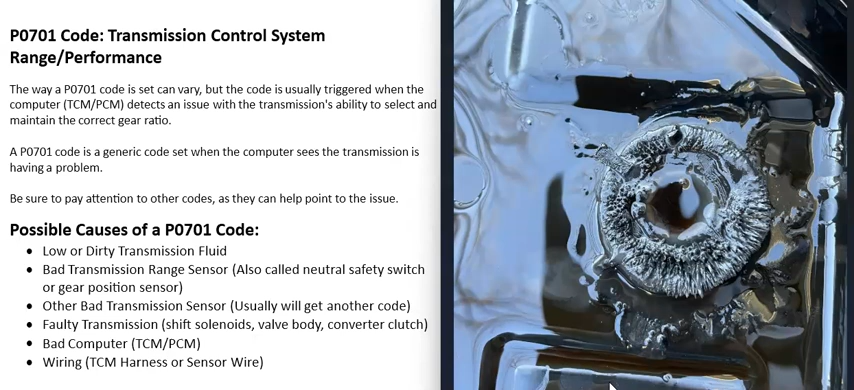 P0701 Code: Transmission Control System
Range/Performance
The way a P0701 code is set can vary, but the code is usually triggered when the
computer (TCM/PCM) detects an issue with the transmission's ability to select and
maintain the correct gear ratio.
A P0701 code is a generic code set when the computer sees the transmission is
having a problem.
Be sure to pay attention to other codes, as they can help point to the issue.
Possible Causes of a P0701 Code:
• Low or Dirty Transmission Fluid
• Bad Transmission Range Sensor (Also called neutral safety switch
or gear position sensor)
• Other Bad Transmission Sensor (Usually will get another code)
• Faulty Transmission (shift solenoids, valve body, converter clutch)
• Bad Computer (TCM/PCM)
• Wiring (TCM Harness or Sensor Wire)